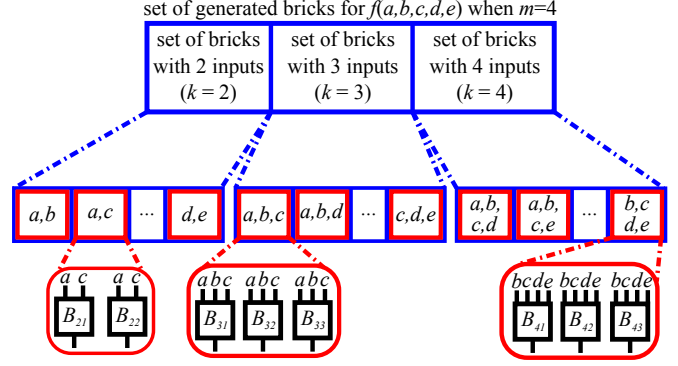 set of generated bricks for f(a,b,c,d,e) when m=4
set of bricks with 2 inputs (k = 2)
set of bricks with 3 inputs (k = 3)
set of bricks with 4 inputs (k = 4)
a,b a,c ... d,e a,b,c a,b,d ... c,d,e a,b, c,d a,b, c,e ... b,c d,e
a c a c abc abc abc bcde bcde bcde
B21 B22 B31 B32 B33 B41 B42 B43